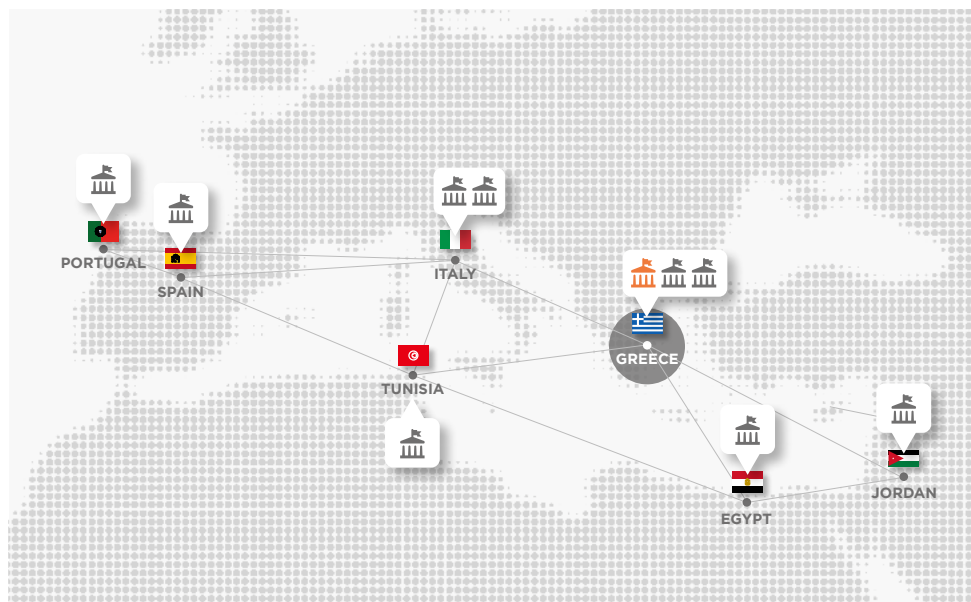 PORTUGAL
SPAIN
ITALY
GREECE
TUNISIA
JORDAN
EGYPT